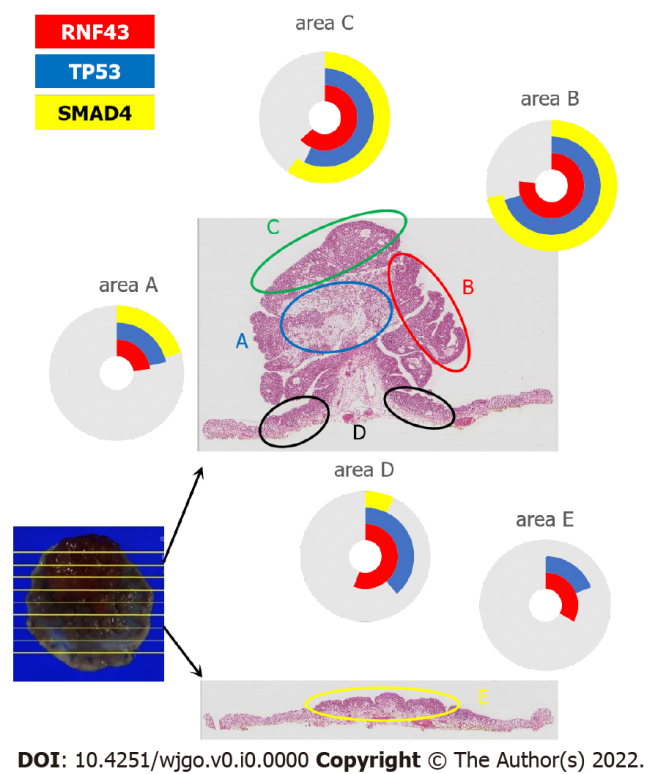 RNF43
TP53
SMAD4
area C
area B
area A
C
B
A
D
area D
area E
E
DOI: 10.4251/wjgo.v0.i0.0000 Copyright © The Author(s) 2022.